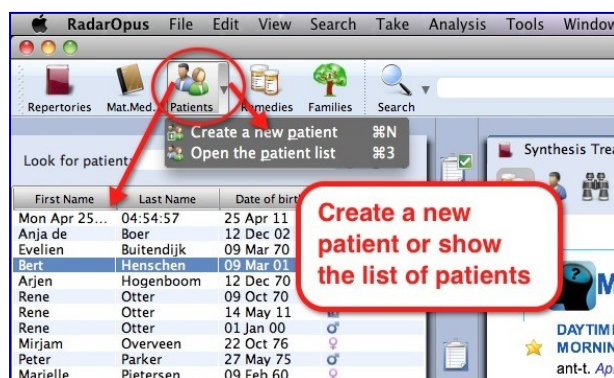 RadarOpus File Edit View Search Take Analysis Tools Window
Repertories Mat.Med. Patients Remedies Families Search
Create a new patient ⌘N
Open the patient list ⌘3
Look for patient:
Synthesis Trea
First Name Last Name Date of birt
Mon Apr 25... 04:54:57 25 Apr 11
Anja de Boer 12 Dec 02
Evelien Buitendijk 09 Mar 70
Bert Henschen 09 Mar 01
Arjen Hogenboom 12 Dec 70
Rene Otter 09 Oct 70
Rene Otter 14 May 11
Rene Otter 01 Jan 00
Mirjam Overveen 22 Oct 76
Peter Parker 27 May 75
Marielle Pietersen 09 Feb 60
Create a new
patient or show
the list of patients
M
DAYTIM
MORNIN
ant-t. Ap